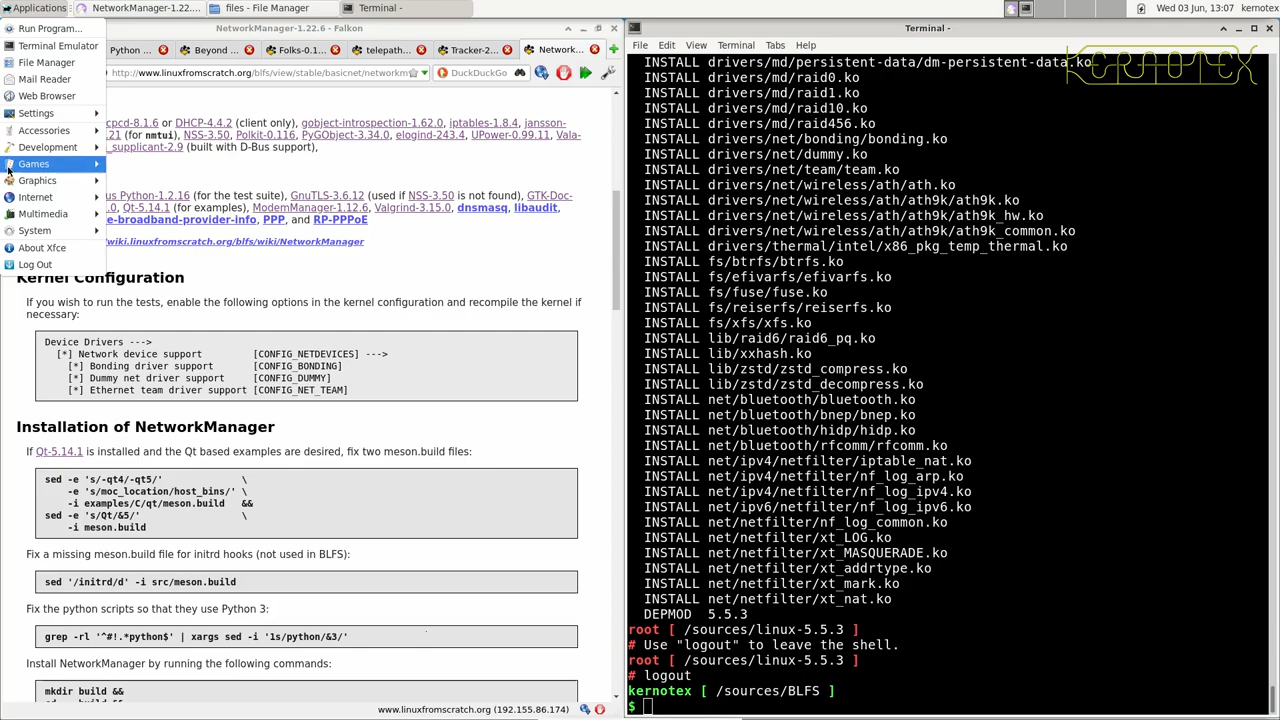 Applications
NetworkManager-1.22....
files - File Manager
Terminal -
Wed 03 Jun, 13:07
kernotex
Run Program...
Terminal Emulator
File Manager
Mail Reader
Web Browser
Settings
Accessories
Development
Games
Graphics
Internet
Multimedia
System
About Xfce
Log Out
NetworkManager-1.22.6 - Falkon
Python ...
Beyond ...
Folks-0.1...
telepath...
Tracker-2...
Network...
http://www.linuxfromscratch.org/blfs/view/stable/basicnet/networkm
DuckDuckGo
cpcd-8.1.6 or DHCP-4.4.2 (client only), gobject-introspection-1.62.0, iptables-1.8.4, jansson-
.21 (for nmtui), NSS-3.50, Polkit-0.116, PyGObject-3.34.0, elogind-243.4, UPower-0.99.11, Vala-
_supplicant-2.9 (built with D-Bus support),
us Python-1.2.16 (for the test suite), GnuTLS-3.6.12 (used if NSS-3.50 is not found), GTK-Doc-
.0, Qt-5.14.1 (for examples), ModemManager-1.12.6, Valgrind-3.15.0, dnsmasq, libaudit,
e-broadband-provider-info, PPP, and RP-PPPoE
wiki.linuxfromscratch.org/blfs/wiki/NetworkManager
Kernel Configuration
If you wish to run the tests, enable the following options in the kernel configuration and recompile the kernel if
necessary:
Device Drivers --->
[*] Network device support [CONFIG_NETDEVICES] --->
[*] Bonding driver support [CONFIG_BONDING]
[*] Dummy net driver support [CONFIG_DUMMY]
[*] Ethernet team driver support [CONFIG_NET_TEAM]
Installation of NetworkManager
If Qt-5.14.1 is installed and the Qt based examples are desired, fix two meson.build files:
sed -e 's/-qt4/-qt5/' \
-e 's/moc_location/host_bins/' \
-i examples/C/qt/meson.build &&
sed -e 's/Qt/&5/' \
-i meson.build
Fix a missing meson.build file for initrd hooks (not used in BLFS):
sed '/initrd/d' -i src/meson.build
Fix the python scripts so that they use Python 3:
grep -rl '^#!.*python$' | xargs sed -i '1s/python/&3/'
Install NetworkManager by running the following commands:
mkdir build &&
www.linuxfromscratch.org (192.155.86.174)
Terminal -
File Edit View Terminal Tabs Help
KERNOTEX
INSTALL drivers/md/persistent-data/dm-persistent-data.ko
INSTALL drivers/md/raid0.ko
INSTALL drivers/md/raid1.ko
INSTALL drivers/md/raid10.ko
INSTALL drivers/md/raid456.ko
INSTALL drivers/net/bonding/bonding.ko
INSTALL drivers/net/dummy.ko
INSTALL drivers/net/team/team.ko
INSTALL drivers/net/wireless/ath/ath.ko
INSTALL drivers/net/wireless/ath/ath9k/ath9k.ko
INSTALL drivers/net/wireless/ath/ath9k/ath9k_hw.ko
INSTALL drivers/net/wireless/ath/ath9k/ath9k_common.ko
INSTALL drivers/thermal/intel/x86_pkg_temp_thermal.ko
INSTALL fs/btrfs/btrfs.ko
INSTALL fs/efivarfs/efivarfs.ko
INSTALL fs/fuse/fuse.ko
INSTALL fs/reiserfs/reiserfs.ko
INSTALL fs/xfs/xfs.ko
INSTALL lib/raid6/raid6_pq.ko
INSTALL lib/xxhash.ko
INSTALL lib/zstd/zstd_compress.ko
INSTALL lib/zstd/zstd_decompress.ko
INSTALL net/bluetooth/bluetooth.ko
INSTALL net/bluetooth/bnep/bnep.ko
INSTALL net/bluetooth/hidp/hidp.ko
INSTALL net/bluetooth/rfcomm/rfcomm.ko
INSTALL net/ipv4/netfilter/iptable_nat.ko
INSTALL net/ipv4/netfilter/nf_log_arp.ko
INSTALL net/ipv4/netfilter/nf_log_ipv4.ko
INSTALL net/ipv6/netfilter/nf_log_ipv6.ko
INSTALL net/netfilter/nf_log_common.ko
INSTALL net/netfilter/xt_LOG.ko
INSTALL net/netfilter/xt_MASQUERADE.ko
INSTALL net/netfilter/xt_addrtype.ko
INSTALL net/netfilter/xt_mark.ko
INSTALL net/netfilter/xt_nat.ko
DEPMOD 5.5.3
root [ /sources/linux-5.5.3 ]
# Use "logout" to leave the shell.
root [ /sources/linux-5.5.3 ]
# logout
kernotex [ /sources/BLFS ]
$